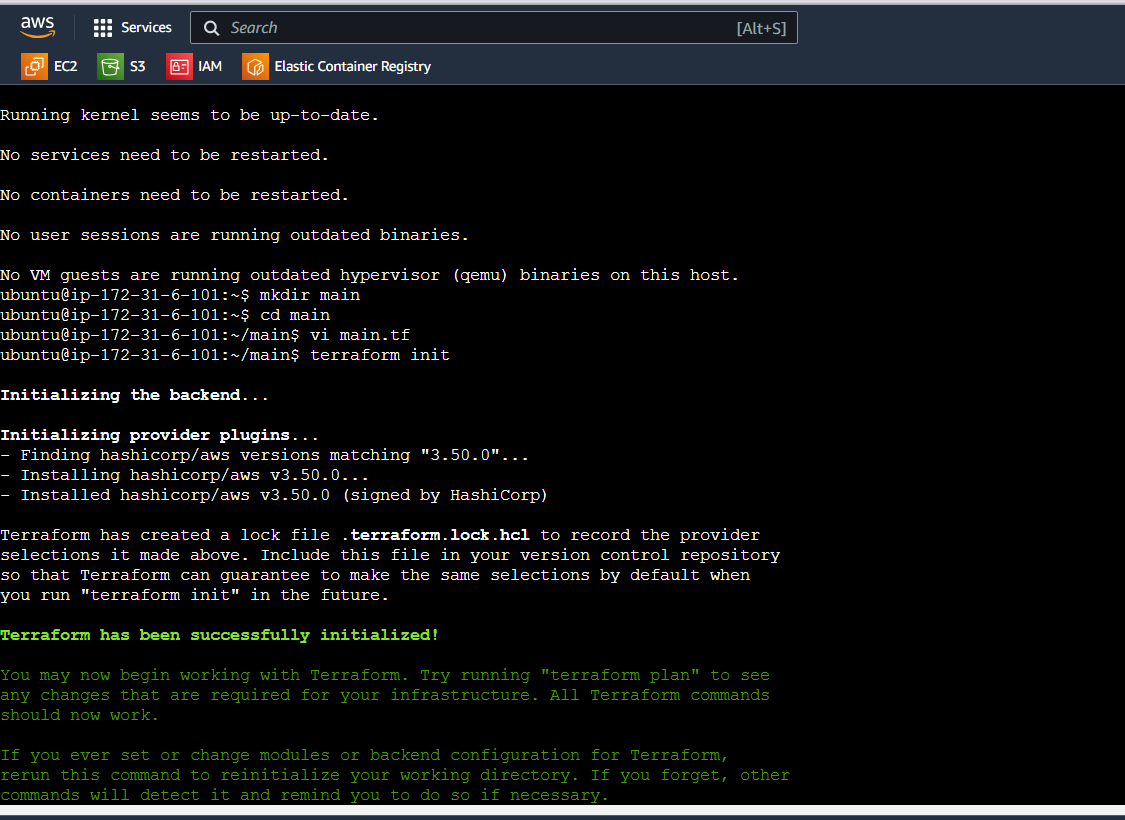 aws
Services
Search
[Alt+S]
EC2
S3
IAM
Elastic Container Registry
Running kernel seems to be up-to-date.
No services need to be restarted.
No containers need to be restarted.
No user sessions are running outdated binaries.
No VM guests are running outdated hypervisor (qemu) binaries on this host.
ubuntu@ip-172-31-6-101:~$ mkdir main
ubuntu@ip-172-31-6-101:~$ cd main
ubuntu@ip-172-31-6-101:~/main$ vi main.tf
ubuntu@ip-172-31-6-101:~/main$ terraform init
Initializing the backend...
Initializing provider plugins...
- Finding hashicorp/aws versions matching "3.50.0"...
- Installing hashicorp/aws v3.50.0...
- Installed hashicorp/aws v3.50.0 (signed by HashiCorp)
Terraform has created a lock file .terraform.lock.hcl to record the provider
selections it made above. Include this file in your version control repository
so that Terraform can guarantee to make the same selections by default when
you run "terraform init" in the future.
Terraform has been successfully initialized!
You may now begin working with Terraform. Try running "terraform plan" to see
any changes that are required for your infrastructure. All Terraform commands
should now work.
If you ever set or change modules or backend configuration for Terraform,
rerun this command to reinitialize your working directory. If you forget, other
commands will detect it and remind you to do so if necessary.